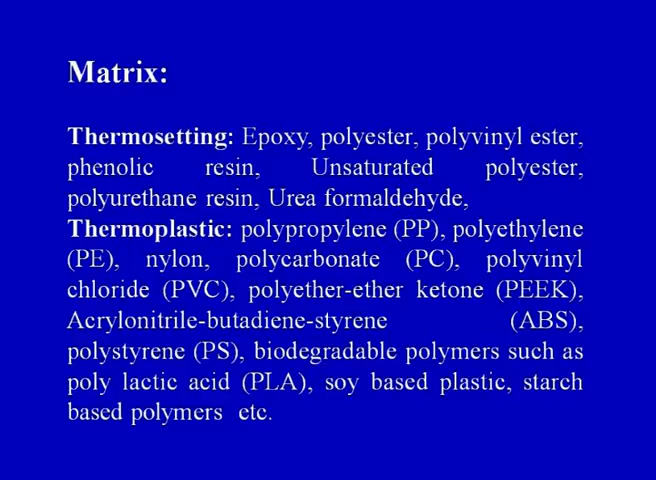 Matrix:
Thermosetting: Epoxy, polyester, polyvinyl ester,
phenolic resin, Unsaturated polyester,
polyurethane resin, Urea formaldehyde,
Thermoplastic: polypropylene (PP), polyethylene
(PE), nylon, polycarbonate (PC), polyvinyl
chloride (PVC), polyether-ether ketone (PEEK),
Acrylonitrile-butadiene-styrene (ABS),
polystyrene (PS), biodegradable polymers such as
poly lactic acid (PLA), soy based plastic, starch
based polymers etc.